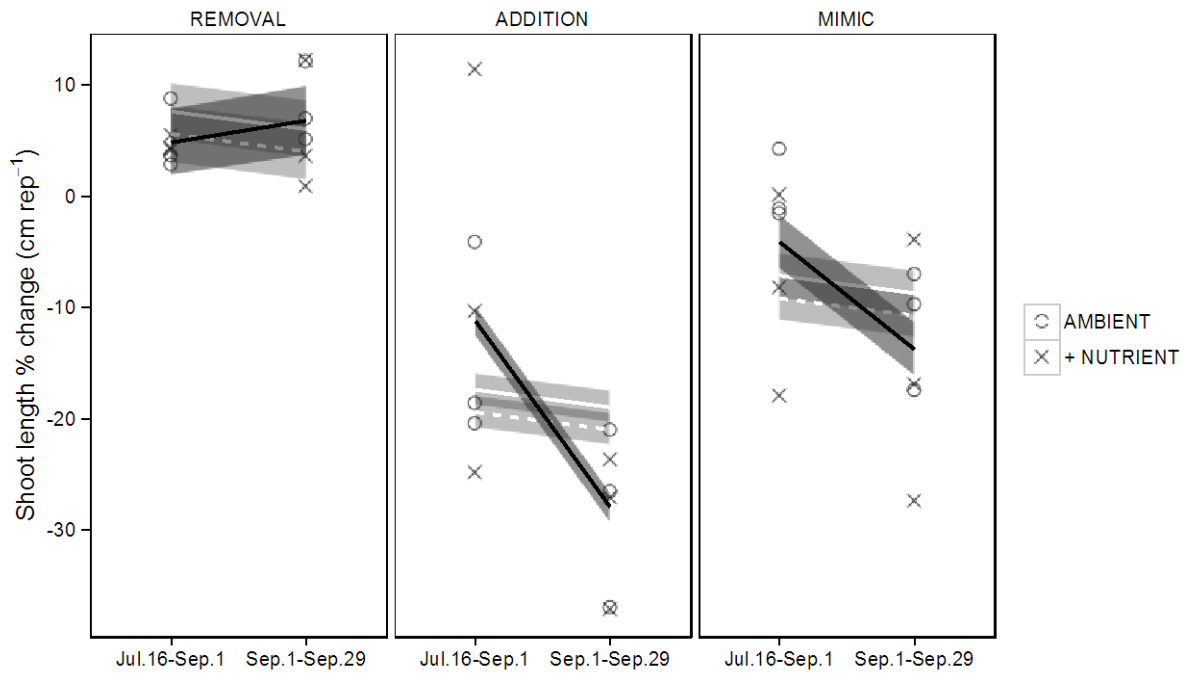 REMOVAL ADDITION MIMIC
Shoot length % change (cm rep⁻¹)
10
0
-10
-20
-30
Jul.16-Sep.1 Sep.1-Sep.29 Jul.16-Sep.1 Sep.1-Sep.29 Jul.16-Sep.1 Sep.1-Sep.29
AMBIENT
+ NUTRIENT